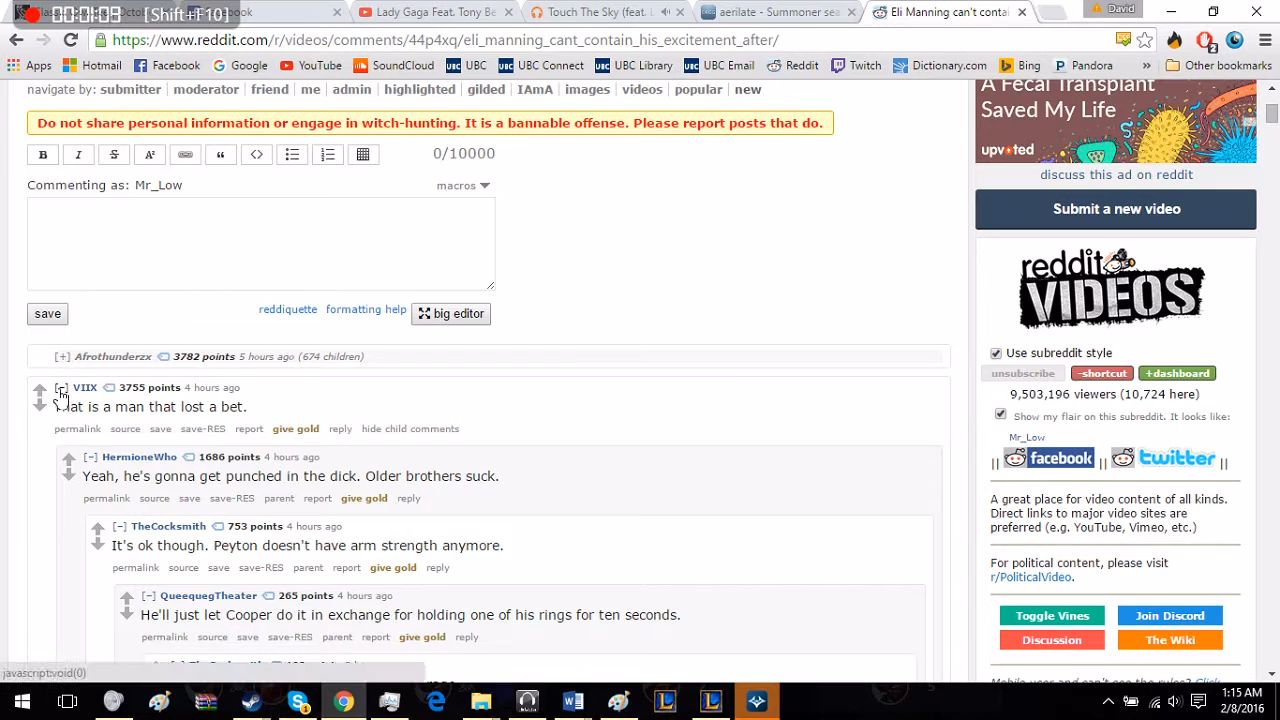 00:00:03 [Shift+F10]
Lady Gaga Feat. Tony Be
Touch The Sky (feat. L
aestate - Summoner sea
Eli Manning can't contai
David
https://www.reddit.com/r/videos/comments/44p4xq/eli_manning_cant_contain_his_excitement_after/
Apps Hotmail Facebook Google YouTube SoundCloud UBC UBC Connect UBC Library UBC Email Reddit Twitch Dictionary.com Bing Pandora » Other bookmarks
navigate by: submitter | moderator | friend | me | admin | highlighted | gilded | IAmA | images | videos | popular | new
Do not share personal information or engage in witch-hunting. It is a bannable offense. Please report posts that do.
B I S A² 0/10000
Commenting as: Mr_Low macros
save reddiquette formatting help big editor
[+] Afrothunderzx 3782 points 5 hours ago (674 children)
[–] VIIX 3755 points 4 hours ago
That is a man that lost a bet.
permalink source save save-RES report give gold reply hide child comments
[–] HermioneWho 1686 points 4 hours ago
Yeah, he's gonna get punched in the dick. Older brothers suck.
permalink source save save-RES parent report give gold reply
[–] TheCocksmith 753 points 4 hours ago
It's ok though. Peyton doesn't have arm strength anymore.
permalink source save save-RES parent report give gold reply
[–] QueequegTheater 265 points 4 hours ago
He'll just let Cooper do it in exchange for holding one of his rings for ten seconds.
permalink source save save-RES parent report give gold reply
javascript:void(0)
A Fecal Transplant
Saved My Life
upvoted
discuss this ad on reddit
Submit a new video
reddit
VIDEOS
Use subreddit style
unsubscribe –shortcut +dashboard
9,503,196 viewers (10,724 here)
Show my flair on this subreddit. It looks like:
Mr_Low
|| facebook || twitter ||
A great place for video content of all kinds.
Direct links to major video sites are
preferred (e.g. YouTube, Vimeo, etc.)
For political content, please visit
r/PoliticalVideo.
Toggle Vines Join Discord
Discussion The Wiki
Mobile user and can't see the rules? Click
1:15 AM
2/8/2016